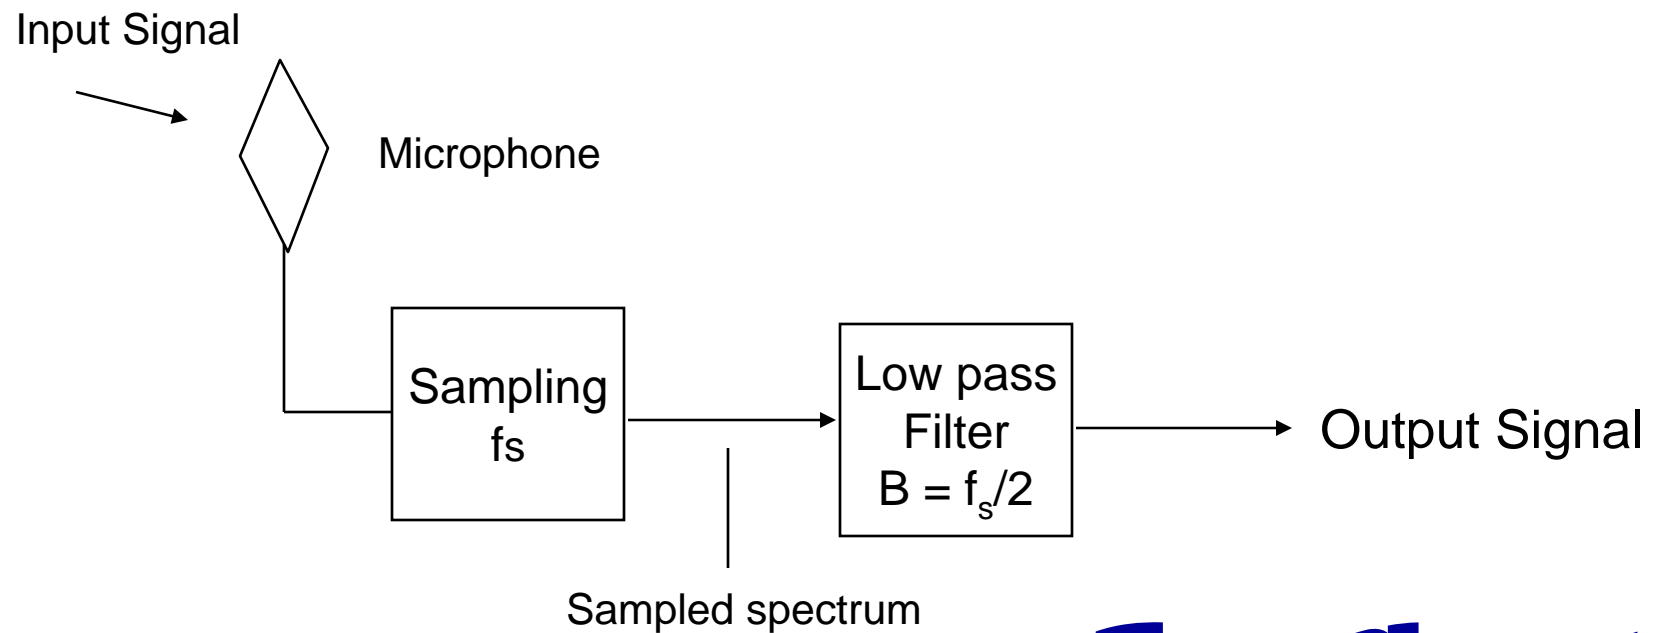 Input Signal
Microphone
Sampling
fs
Low pass
Filter
B = fₛ/2
Output Signal
Sampled spectrum